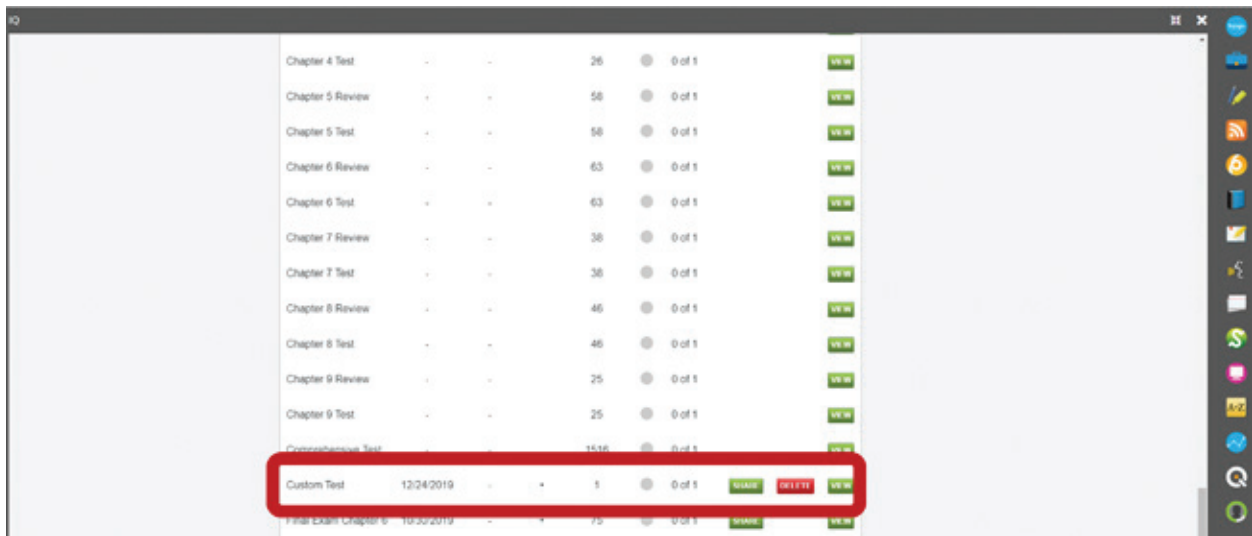 IQ
Chapter 4 Test - - 26 0 of 1 VIEW
Chapter 5 Review - - 58 0 of 1 VIEW
Chapter 5 Test - - 58 0 of 1 VIEW
Chapter 6 Review - - 63 0 of 1 VIEW
Chapter 6 Test - - 63 0 of 1 VIEW
Chapter 7 Review - - 38 0 of 1 VIEW
Chapter 7 Test - - 38 0 of 1 VIEW
Chapter 8 Review - - 46 0 of 1 VIEW
Chapter 8 Test - - 46 0 of 1 VIEW
Chapter 9 Review - - 25 0 of 1 VIEW
Chapter 9 Test - - 25 0 of 1 VIEW
Comprehensive Test - - 1516 0 of 1 VIEW
Custom Test 12/24/2019 - * 1 0 of 1 SHARE DELETE VIEW
Final Exam Chapter 6 10/30/2019 - * 75 0 of 1 SHARE VIEW
A-Z